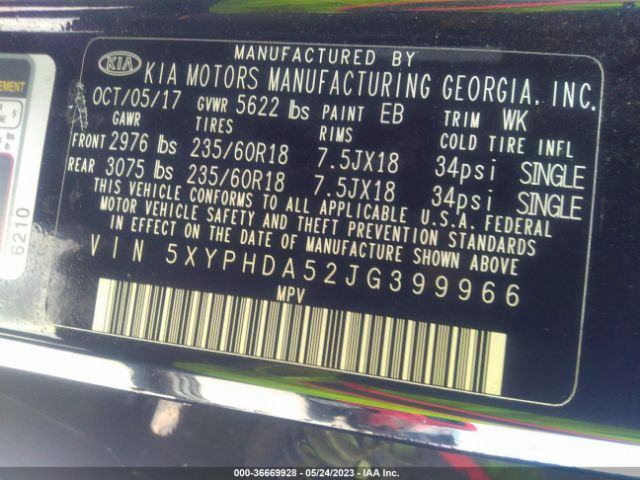 MANUFACTURED BY
KIA KIA MOTORS MANUFACTURING GEORGIA, INC.
OCT/05/17 GVWR 5622 lbs PAINT EB TRIM WK
GAWR TIRES RIMS COLD TIRE INFL
FRONT 2976 lbs 235/60R18 7.5JX18 34psi SINGLE
REAR 3075 lbs 235/60R18 7.5JX18 34psi SINGLE
THIS VEHICLE CONFORMS TO ALL APPLICABLE U.S.A. FEDERAL
MOTOR VEHICLE SAFETY AND THEFT PREVENTION STANDARDS
IN EFFECT ON THE DATE OF MANUFACTURE SHOWN ABOVE
VIN 5XYPHDA52JG399966
MPV
6210
000-36669928 - 05/24/2023 - IAA Inc.